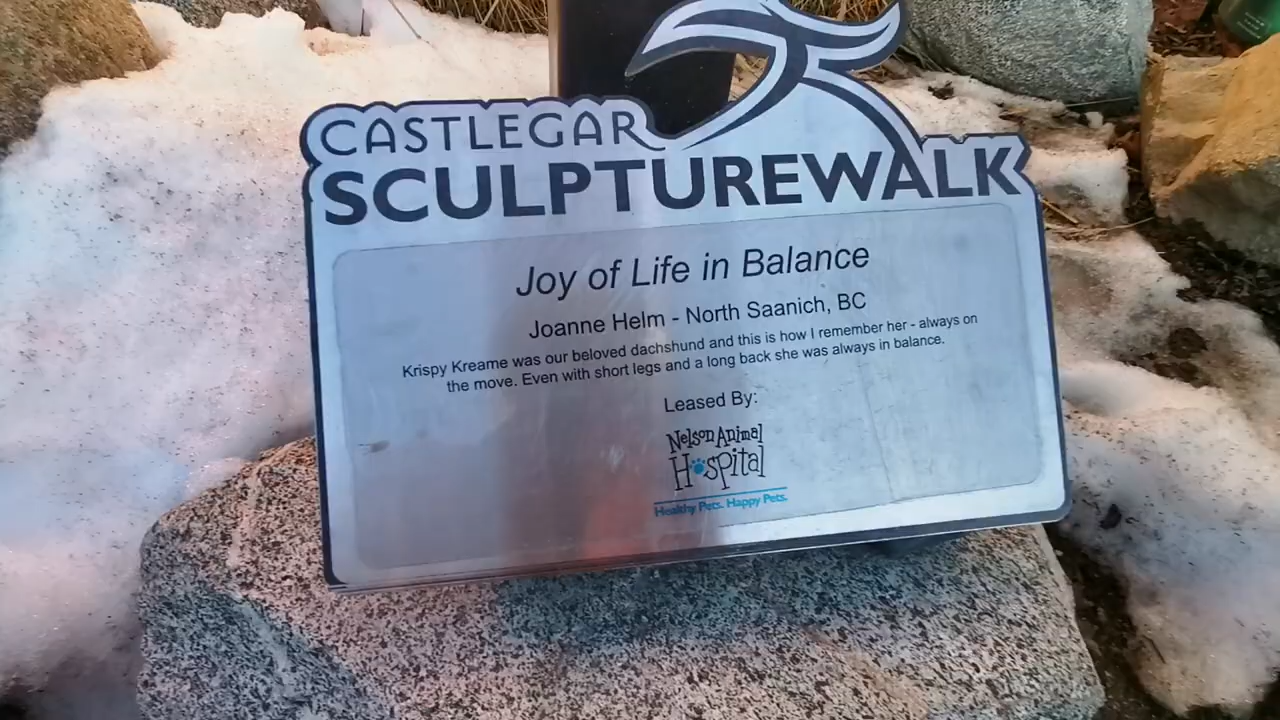 CASTLEGAR
SCULPTUREWALK
Joy of Life in Balance
Joanne Helm - North Saanich, BC
Krispy Kreame was our beloved dachshund and this is how I remember her - always on
the move. Even with short legs and a long back she was always in balance.
Leased By:
Nelson Animal
Hospital
Healthy Pets. Happy Pets.